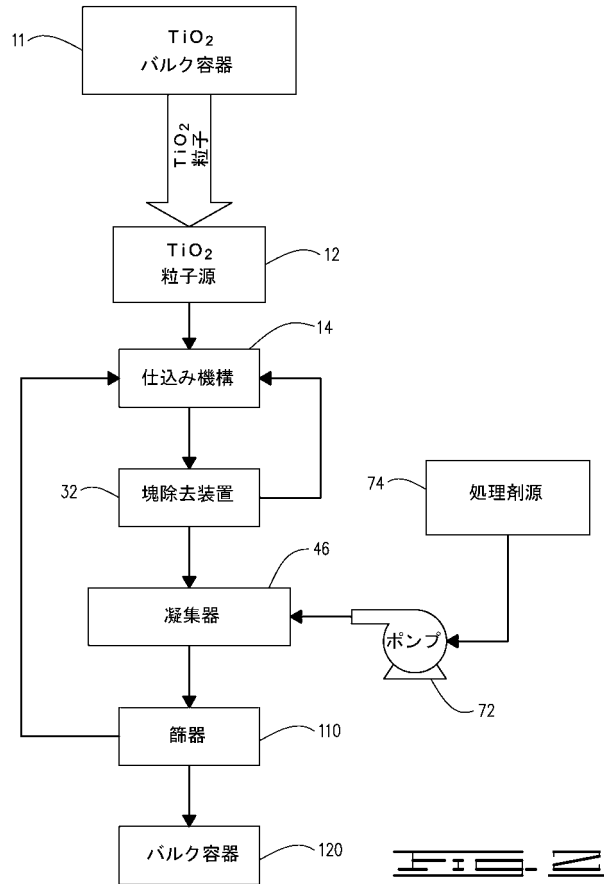 11
TiO2
バルク容器
TiO2
粒子
TiO2
粒子源
12
14
仕込み機構
32
塊除去装置
74
処理剤源
46
凝集器
ポンプ
72
篩器
110
バルク容器
120
FIG. 2